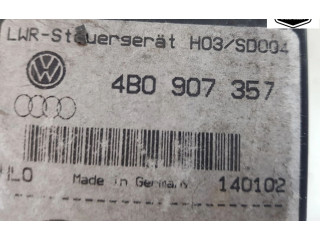 LWR-Steuergerät H03/SD004
4B0 907 357
Made in Germany 140102